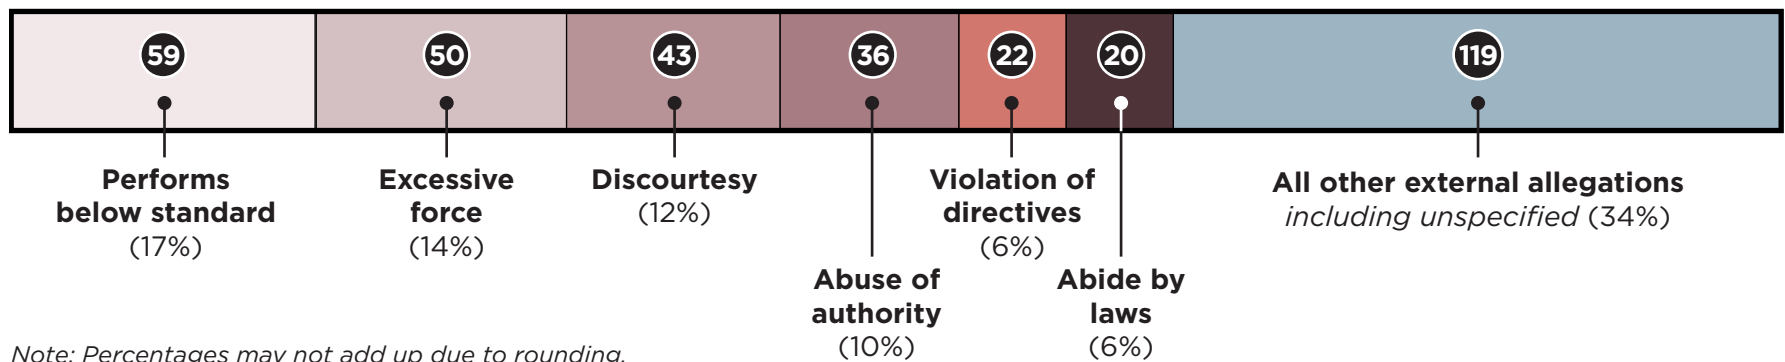 59
50
43
36
22
20
119
Performs
below standard
(17%)
Excessive
force
(14%)
Discourtesy
(12%)
Abuse of
authority
(10%)
Violation of
directives
(6%)
Abide by
laws
(6%)
All other external allegations
including unspecified (34%)
Note: Percentages may not add up due to rounding.